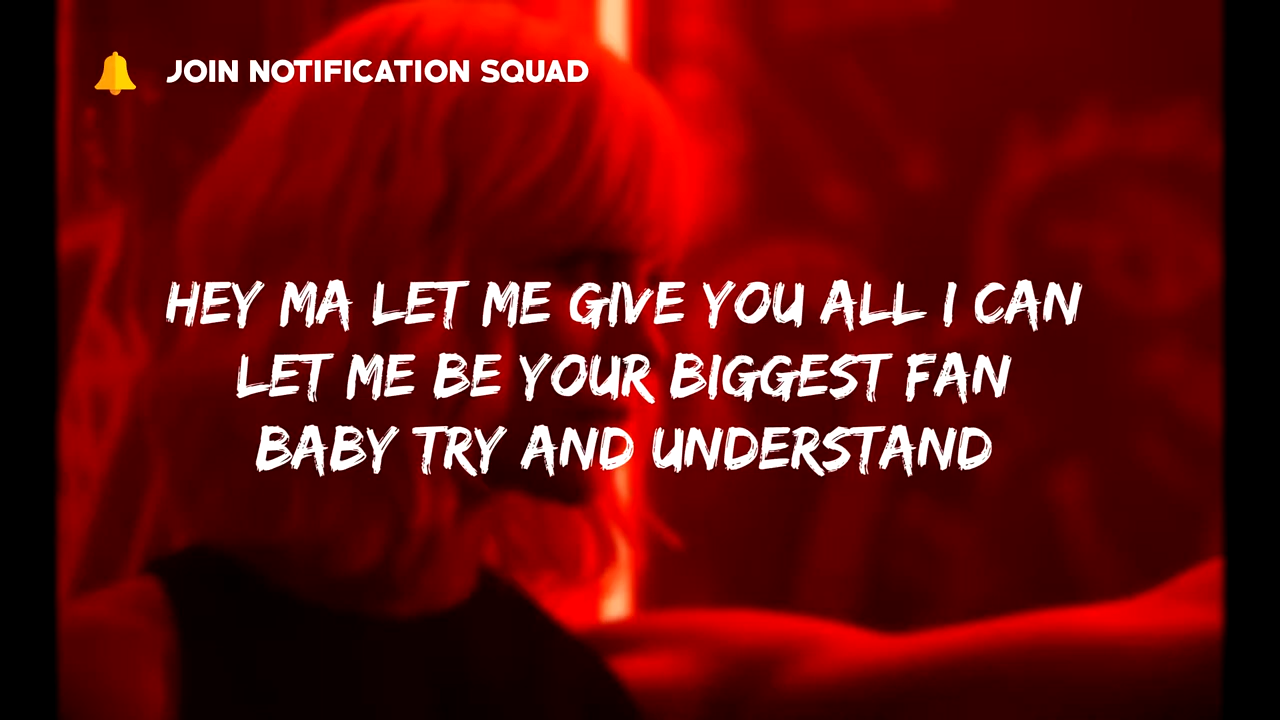 JOIN NOTIFICATION SQUAD
HEY MA LET ME GIVE YOU ALL I CAN
LET ME BE YOUR BIGGEST FAN
BABY TRY AND UNDERSTAND